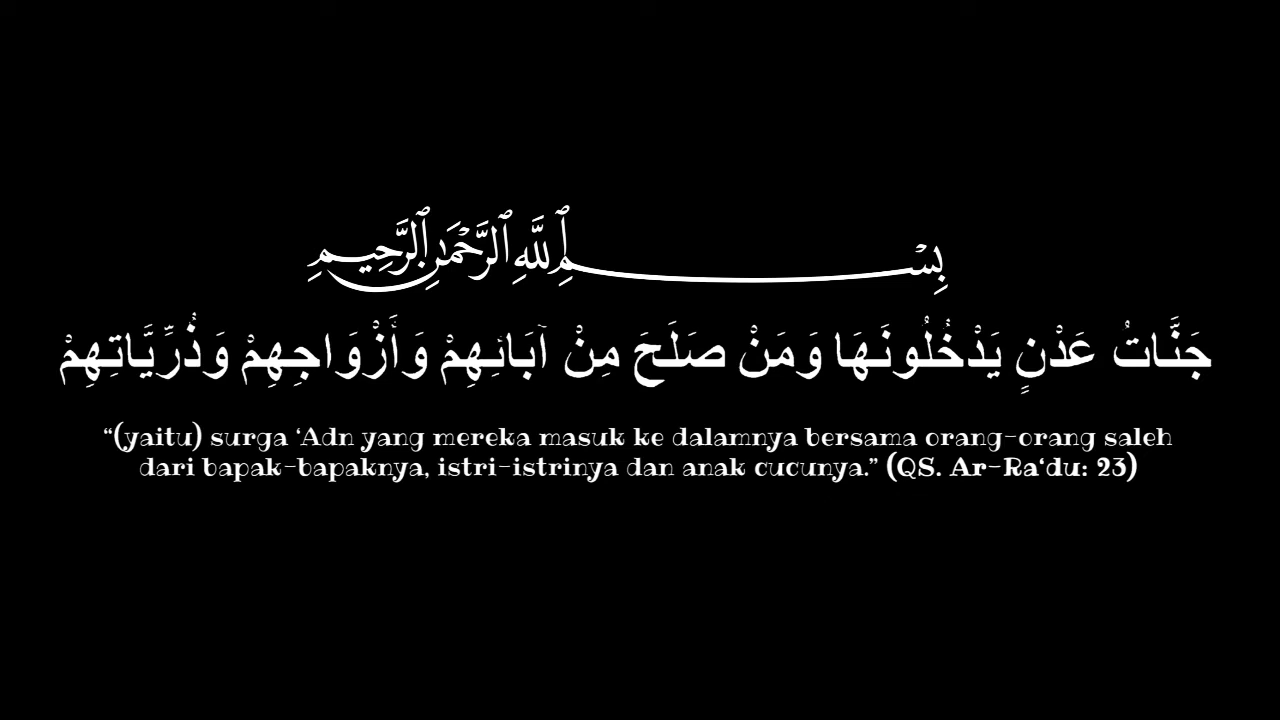 بِسْمِ ٱللَّهِ ٱلرَّحْمَٰنِ ٱلرَّحِيمِ
جَنَّاتُ عَدْنٍ يَدْخُلُونَهَا وَمَنْ صَلَحَ مِنْ آبَائِهِمْ وَأَزْوَاجِهِمْ وَذُرِّيَّاتِهِمْ
“(yaitu) surga ‘Adn yang mereka masuk ke dalamnya bersama orang-orang saleh
dari bapak-bapaknya, istri-istrinya dan anak cucunya.” (QS. Ar-Ra‘du: 23)